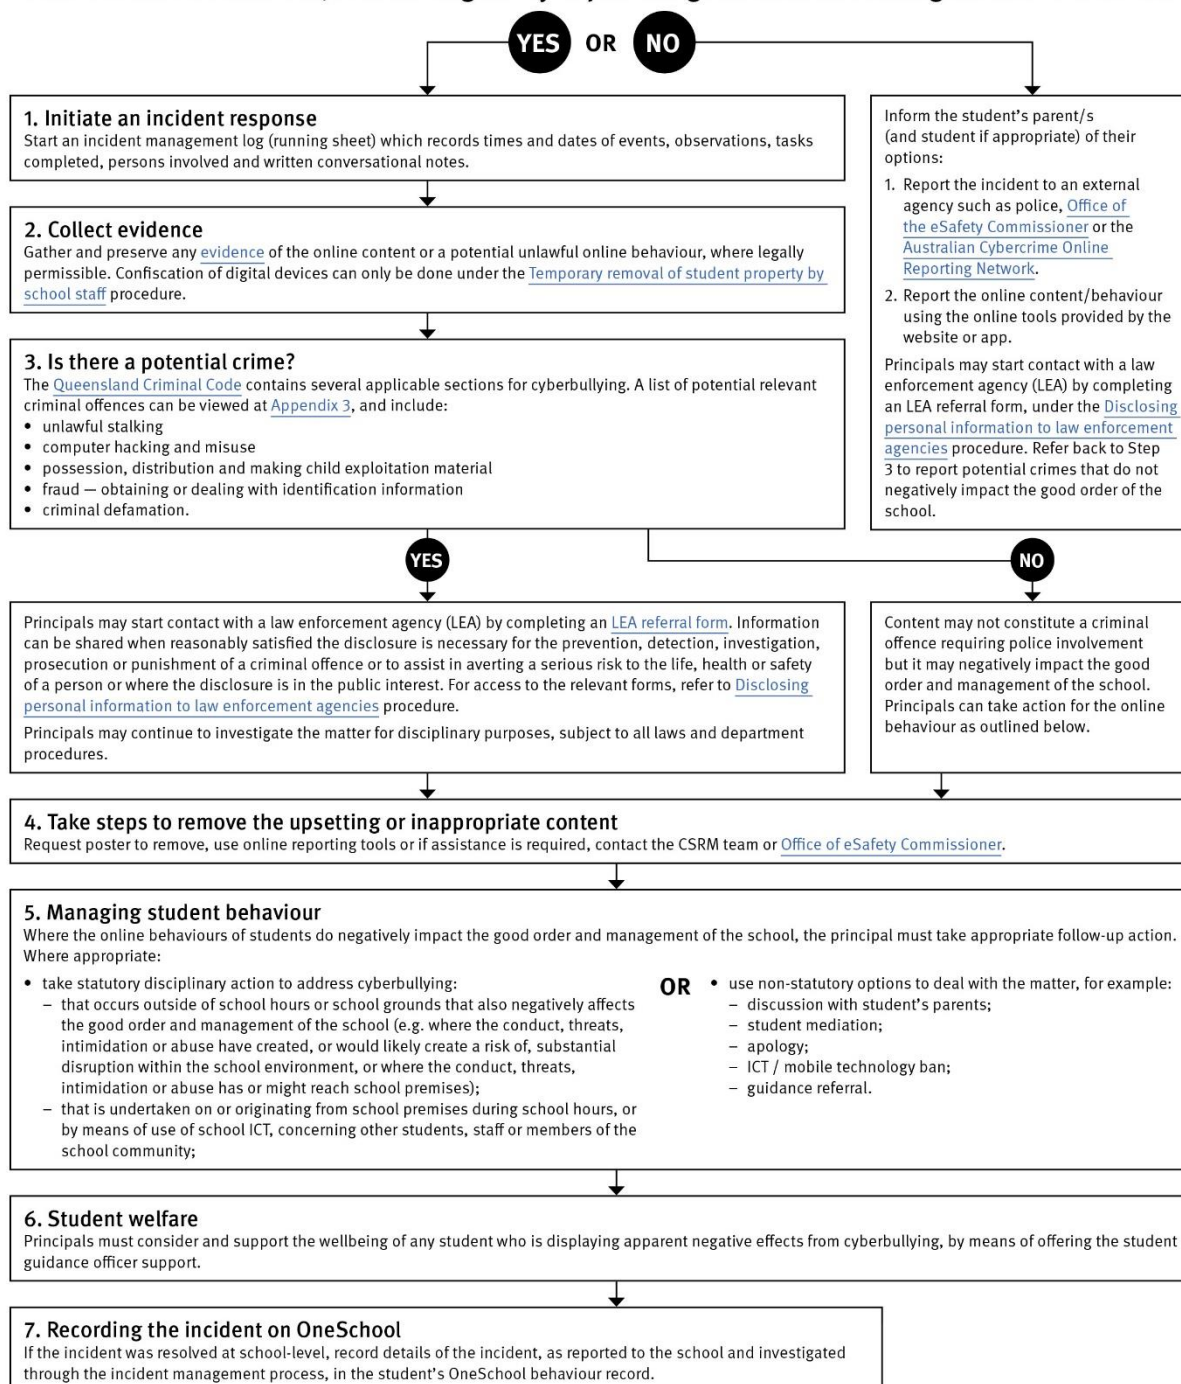 YES OR NO
1. Initiate an incident response
Start an incident management log (running sheet) which records times and dates of events, observations, tasks
completed, persons involved and written conversational notes.
2. Collect evidence
Gather and preserve any evidence of the online content or a potential unlawful online behaviour, where legally
permissible. Confiscation of digital devices can only be done under the Temporary removal of student property by
school staff procedure.
3. Is there a potential crime?
The Queensland Criminal Code contains several applicable sections for cyberbullying. A list of potential relevant
criminal offences can be viewed at Appendix 3, and include:
• unlawful stalking
• computer hacking and misuse
• possession, distribution and making child exploitation material
• fraud — obtaining or dealing with identification information
• criminal defamation.
Inform the student's parent/s
(and student if appropriate) of their
options:
1. Report the incident to an external
agency such as police, Office of
the eSafety Commissioner or the
Australian Cybercrime Online
Reporting Network.
2. Report the online content/behaviour
using the online tools provided by the
website or app.
Principals may start contact with a law
enforcement agency (LEA) by completing
an LEA referral form, under the Disclosing
personal information to law enforcement
agencies procedure. Refer back to Step
3 to report potential crimes that do not
negatively impact the good order of the
school.
YES
NO
Principals may start contact with a law enforcement agency (LEA) by completing an LEA referral form. Information
can be shared when reasonably satisfied the disclosure is necessary for the prevention, detection, investigation,
prosecution or punishment of a criminal offence or to assist in averting a serious risk to the life, health or safety
of a person or where the disclosure is in the public interest. For access to the relevant forms, refer to Disclosing
personal information to law enforcement agencies procedure.
Principals may continue to investigate the matter for disciplinary purposes, subject to all laws and department
procedures.
Content may not constitute a criminal
offence requiring police involvement
but it may negatively impact the good
order and management of the school.
Principals can take action for the online
behaviour as outlined below.
4. Take steps to remove the upsetting or inappropriate content
Request poster to remove, use online reporting tools or if assistance is required, contact the CSRM team or Office of eSafety Commissioner.
5. Managing student behaviour
Where the online behaviours of students do negatively impact the good order and management of the school, the principal must take appropriate follow-up action.
Where appropriate:
• take statutory disciplinary action to address cyberbullying:
– that occurs outside of school hours or school grounds that also negatively affects
the good order and management of the school (e.g. where the conduct, threats,
intimidation or abuse have created, or would likely create a risk of, substantial
disruption within the school environment, or where the conduct, threats,
intimidation or abuse has or might reach school premises);
– that is undertaken on or originating from school premises during school hours, or
by means of use of school ICT, concerning other students, staff or members of the
school community;
OR
• use non-statutory options to deal with the matter, for example:
– discussion with student's parents;
– student mediation;
– apology;
– ICT / mobile technology ban;
– guidance referral.
6. Student welfare
Principals must consider and support the wellbeing of any student who is displaying apparent negative effects from cyberbullying, by means of offering the student
guidance officer support.
7. Recording the incident on OneSchool
If the incident was resolved at school-level, record details of the incident, as reported to the school and investigated
through the incident management process, in the student's OneSchool behaviour record.